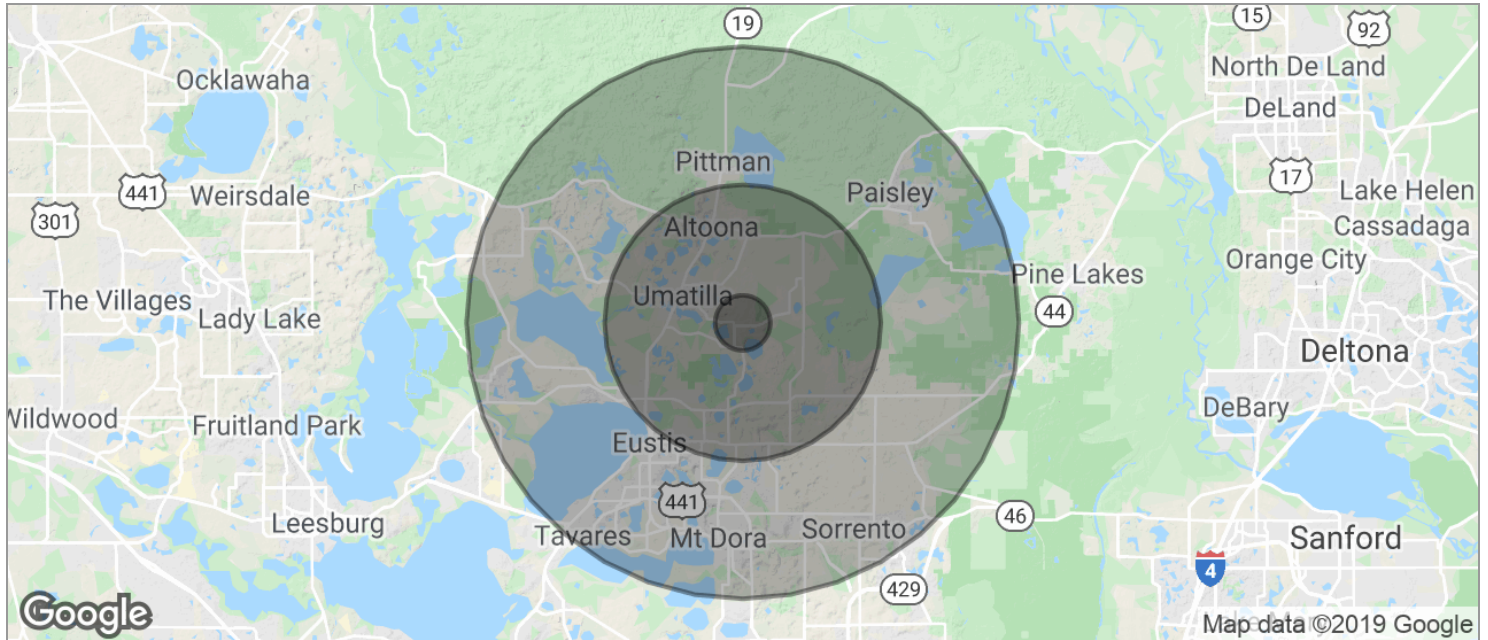 19
15
92
Ocklawaha
North De Land
DeLand
Pittman
441
Weirsdale
Paisley
17
Lake Helen
301
Altoona
Cassadaga
Orange City
Pine Lakes
The Villages
Umatilla
Lady Lake
44
Deltona
Wildwood
Fruitland Park
DeBary
Eustis
441
Leesburg
Tavares
Mt Dora
Sorrento
46
Sanford
4
429
Google
Map data ©2019 Google